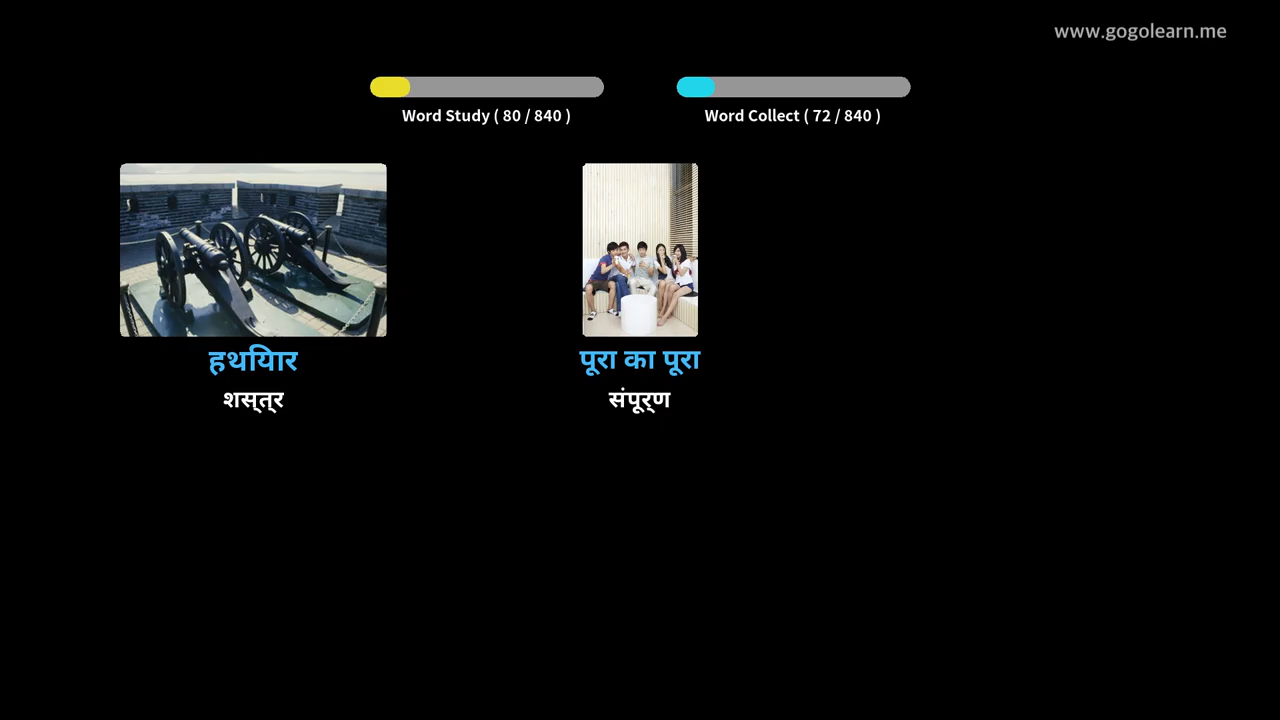 www.gogolearn.me
Word Study ( 80 / 840 )
Word Collect ( 72 / 840 )
हथियार
शस्त्र
पूरा का पूरा
संपूर्ण